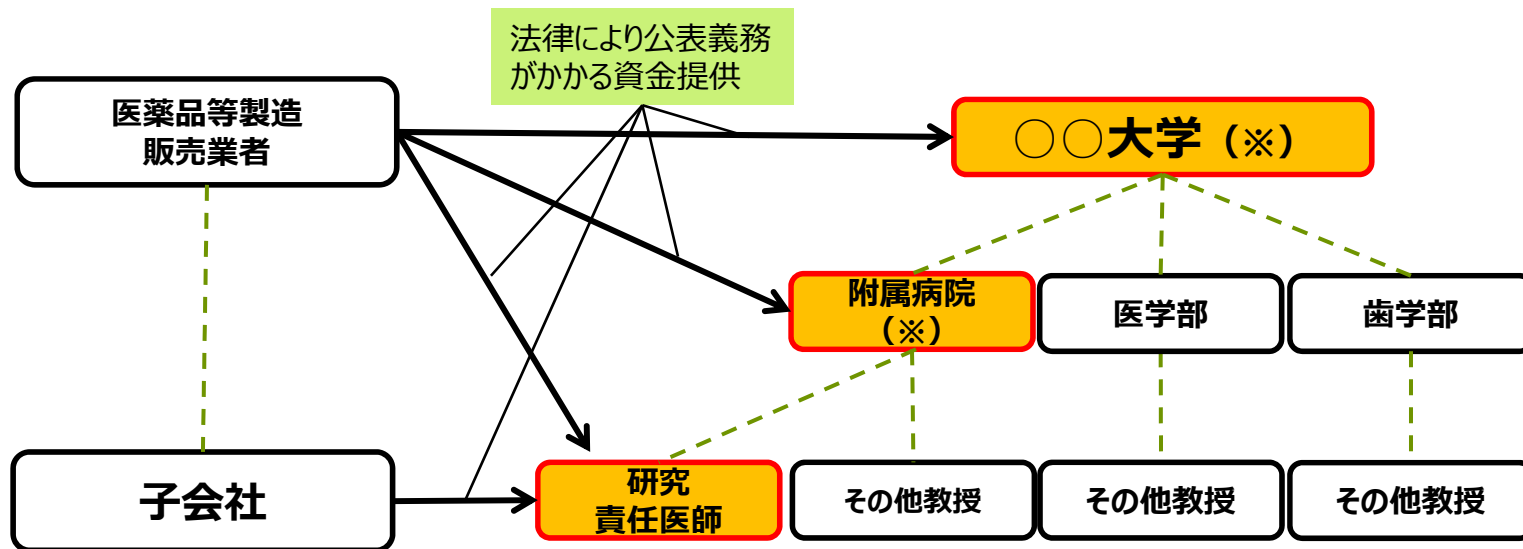 法律により公表義務
がかかる資金提供
医薬品等製造
販売業者
○○大学（※）
附属病院
（※）
医学部
歯学部
子会社
研究
責任医師
その他教授
その他教授
その他教授